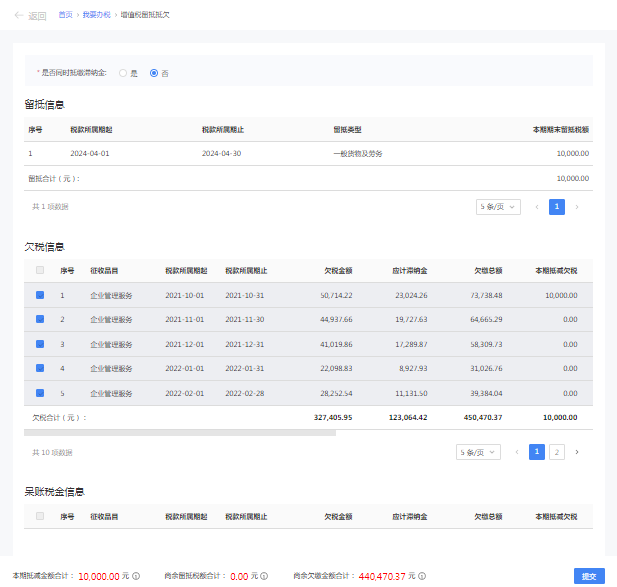 ← 返回 首页 › 我要办税 › 增值税留抵抵欠
* 是否同时抵缴滞纳金: 是 否
留抵信息
序号 税款所属期起 税款所属期止 留抵类型 本期期末留抵税额
1 2024-04-01 2024-04-30 一般货物及劳务 10,000.00
留抵合计（元）: 10,000.00
共 1 项数据 5 条/页 ‹ 1 ›
欠税信息
序号 征收品目 税款所属期起 税款所属期止 欠税金额 应计滞纳金 欠缴总额 本期抵减欠税
1 企业管理服务 2021-10-01 2021-10-31 50,714.22 23,024.26 73,738.48 10,000.00
2 企业管理服务 2021-11-01 2021-11-30 44,937.66 19,727.63 64,665.29 0.00
3 企业管理服务 2021-12-01 2021-12-31 41,019.86 17,289.87 58,309.73 0.00
4 企业管理服务 2022-01-01 2022-01-31 22,098.83 8,927.93 31,026.76 0.00
5 企业管理服务 2022-02-01 2022-02-28 28,252.54 11,131.50 39,384.04 0.00
欠税合计（元）: 327,405.95 123,064.42 450,470.37 10,000.00
共 10 项数据 5 条/页 ‹ 1 2 ›
呆账税金信息
序号 征收品目 税款所属期起 税款所属期止 欠税金额 应计滞纳金 欠缴总额 本期抵减欠税
本期抵减金额合计： 10,000.00 元 尚余留抵税额合计： 0.00 元 尚余欠缴金额合计： 440,470.37 元 提交